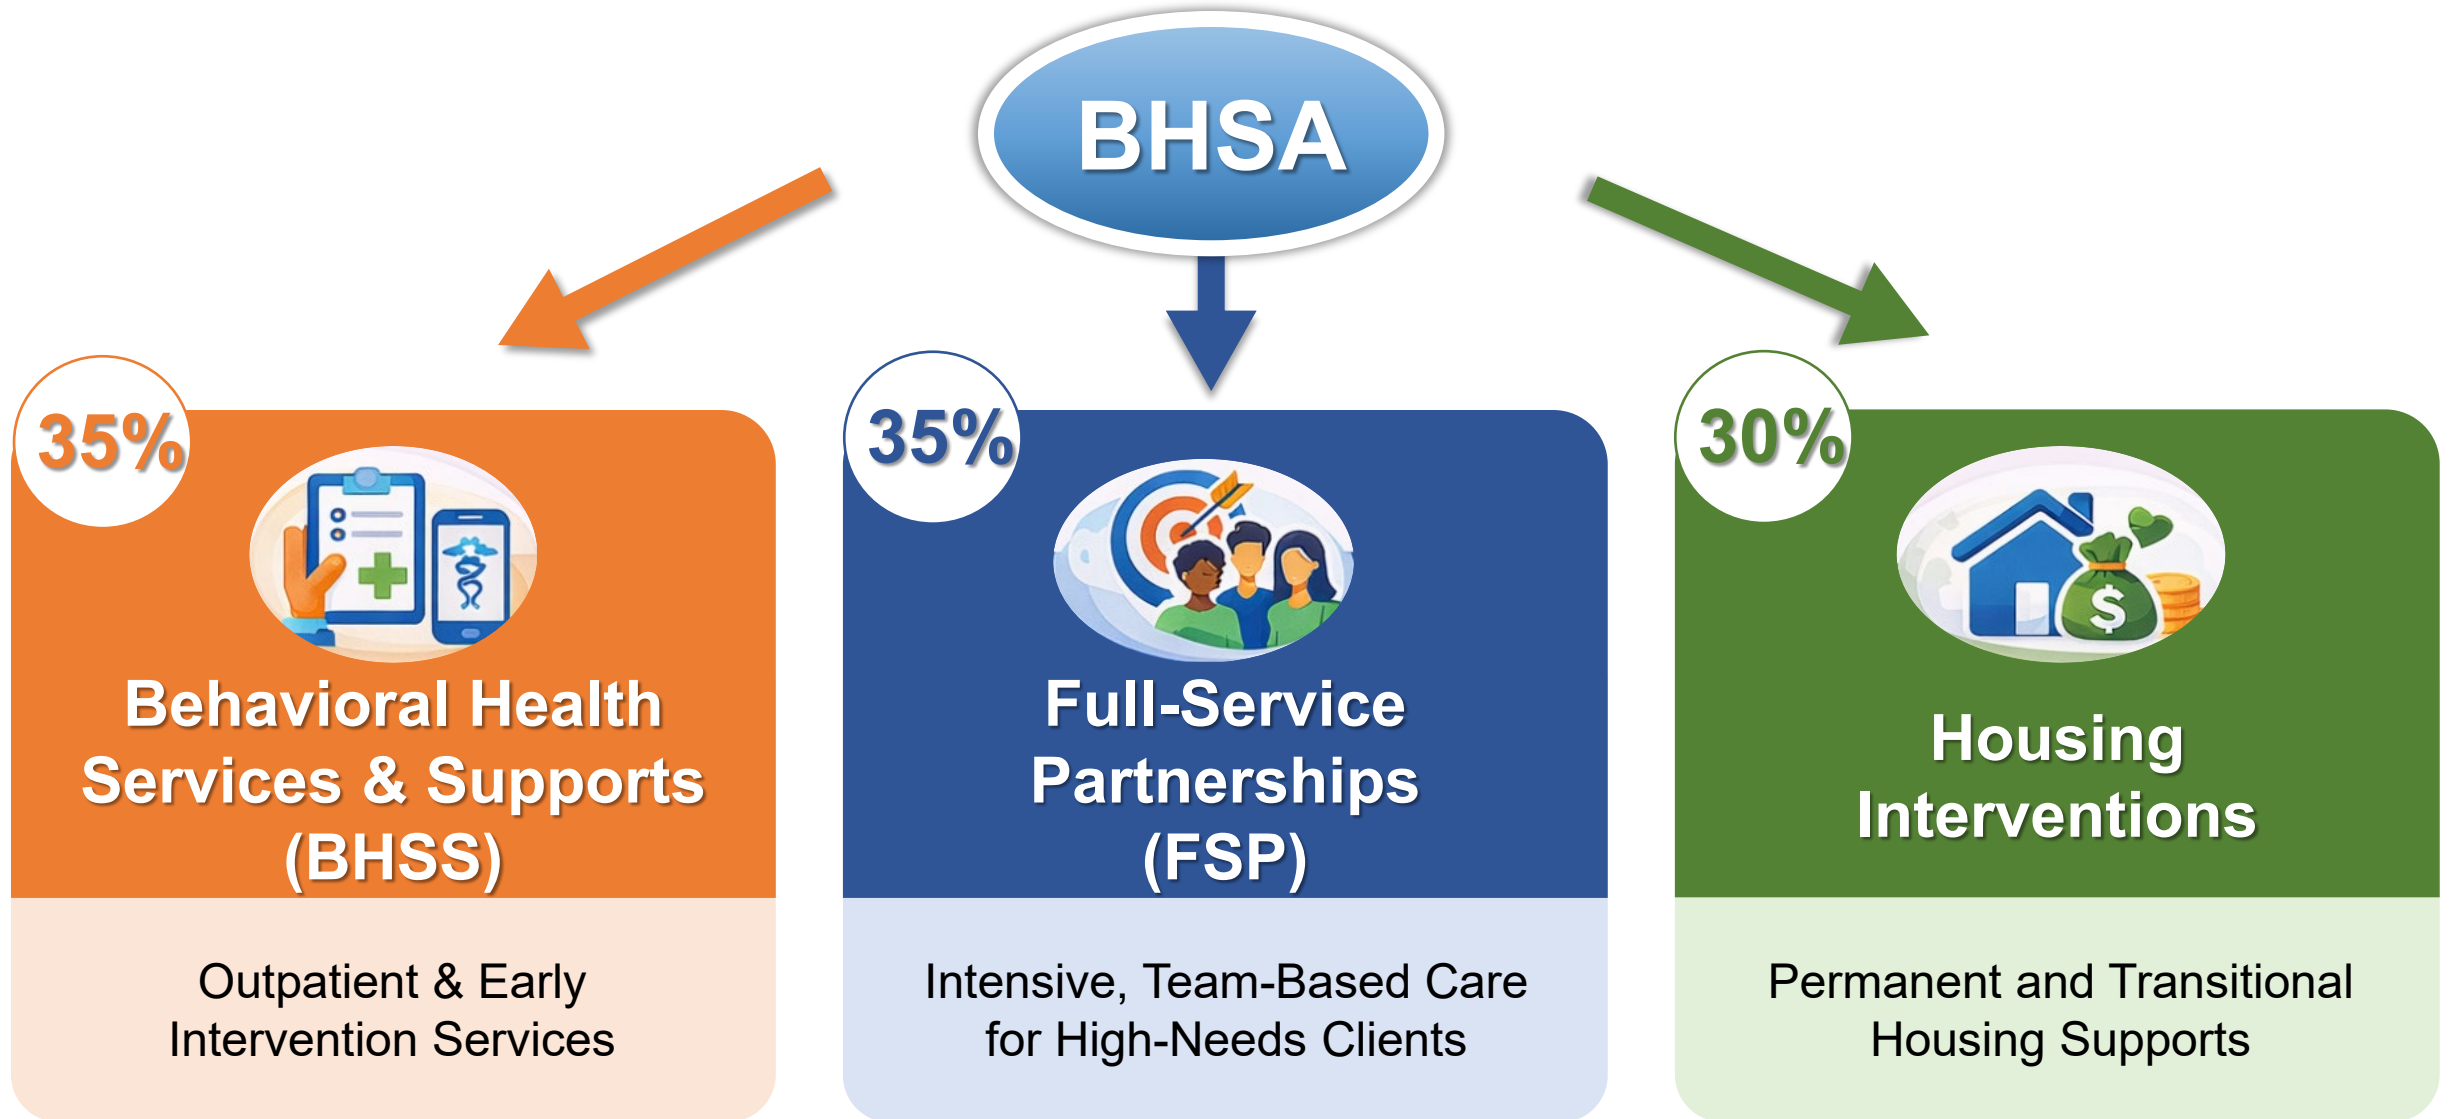 BHSA
35%
Behavioral Health
Services & Supports
(BHSS)
Outpatient & Early
Intervention Services
35%
Full-Service
Partnerships
(FSP)
Intensive, Team-Based Care
for High-Needs Clients
30%
$
Housing
Interventions
Permanent and Transitional
Housing Supports